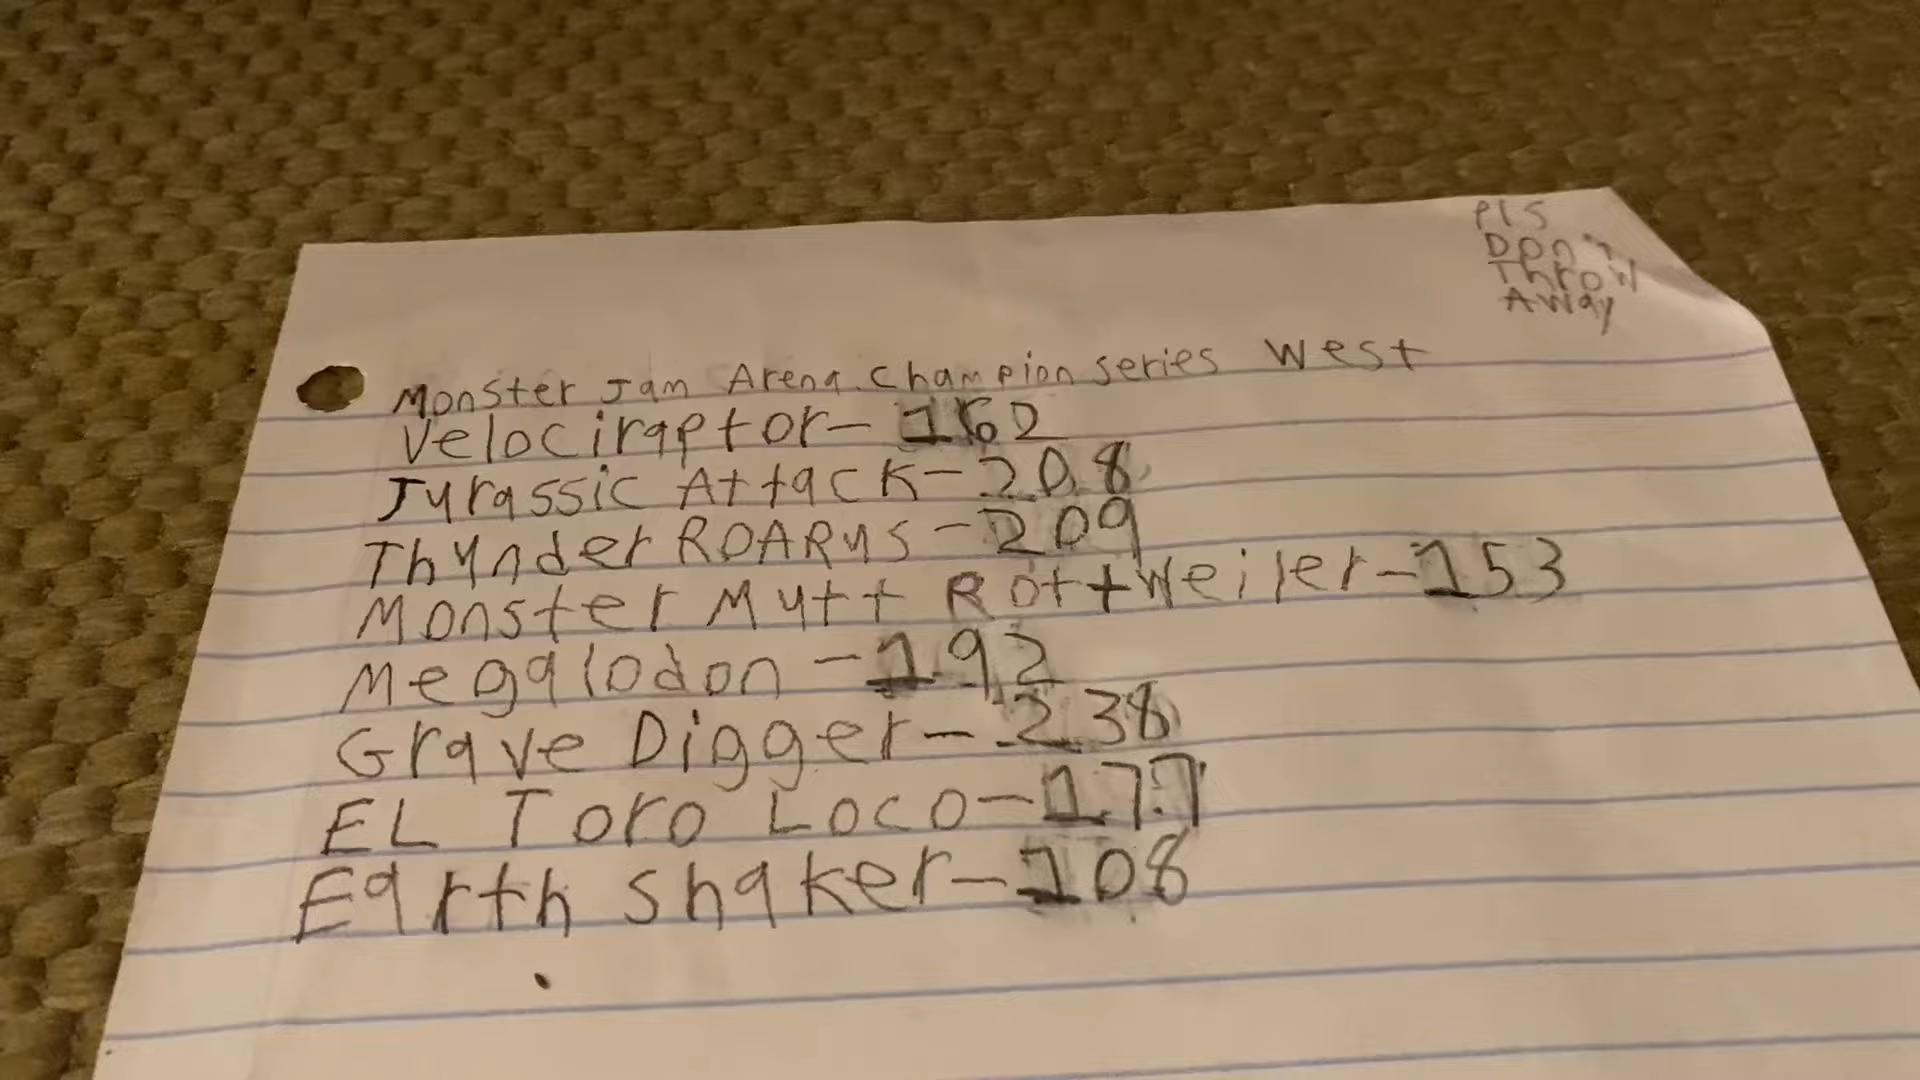 Pls
Don't
Throw
Away
Monster Jam Arena Champion series West
Velociraptor- 162
Jurassic Attack-208
Thunder ROARus-209
Monster Mutt Rottweiler-153
Megalodon-192
Grave Digger-238
EL Toro Loco-177
Earth shaker-108